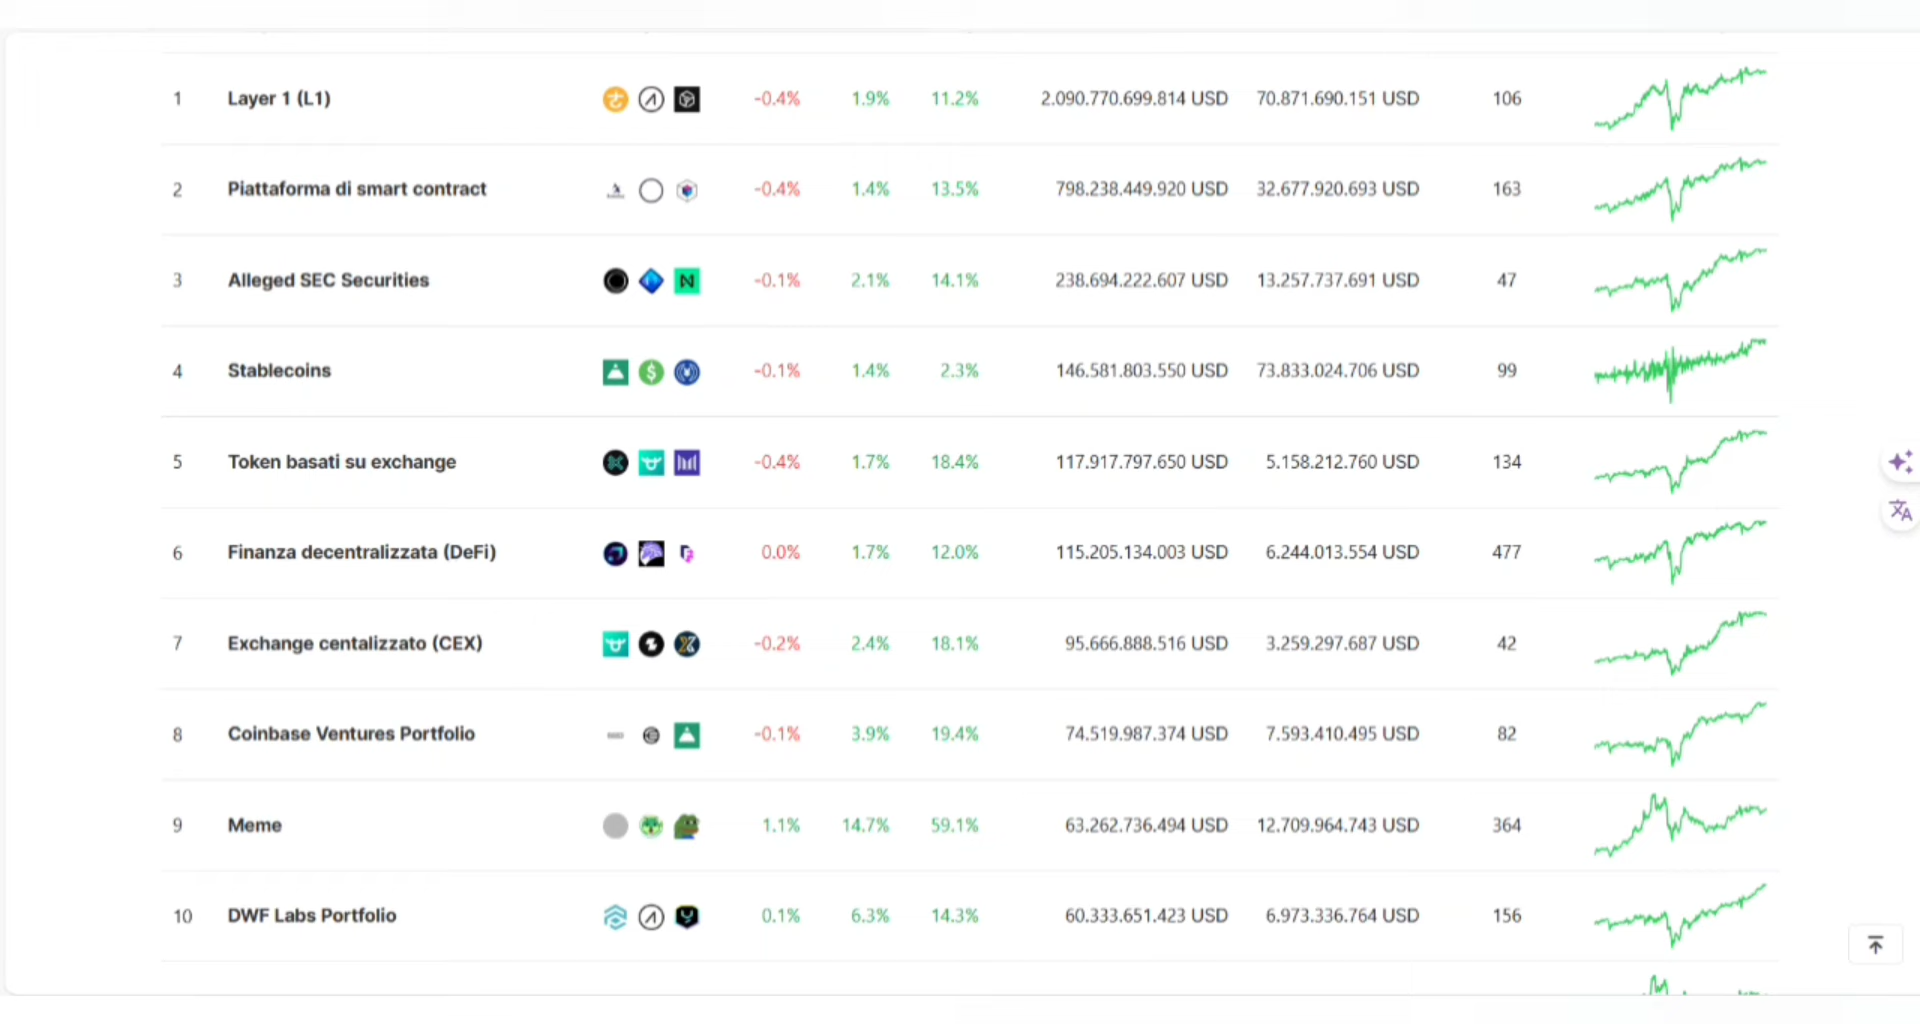 1 Layer 1 (L1) -0.4% 1.9% 11.2% 2.090.770.699.814 USD 70.871.690.151 USD 106
2 Piattaforma di smart contract -0.4% 1.4% 13.5% 798.238.449.920 USD 32.677.920.693 USD 163
3 Alleged SEC Securities -0.1% 2.1% 14.1% 238.694.222.607 USD 13.257.737.691 USD 47
4 Stablecoins -0.1% 1.4% 2.3% 146.581.803.550 USD 73.833.024.706 USD 99
5 Token basati su exchange -0.4% 1.7% 18.4% 117.917.797.650 USD 5.158.212.760 USD 134
6 Finanza decentralizzata (DeFi) 0.0% 1.7% 12.0% 115.205.134.003 USD 6.244.013.554 USD 477
7 Exchange centalizzato (CEX) -0.2% 2.4% 18.1% 95.666.888.516 USD 3.259.297.687 USD 42
8 Coinbase Ventures Portfolio -0.1% 3.9% 19.4% 74.519.987.374 USD 7.593.410.495 USD 82
9 Meme 1.1% 14.7% 59.1% 63.262.736.494 USD 12.709.964.743 USD 364
10 DWF Labs Portfolio 0.1% 6.3% 14.3% 60.333.651.423 USD 6.973.336.764 USD 156